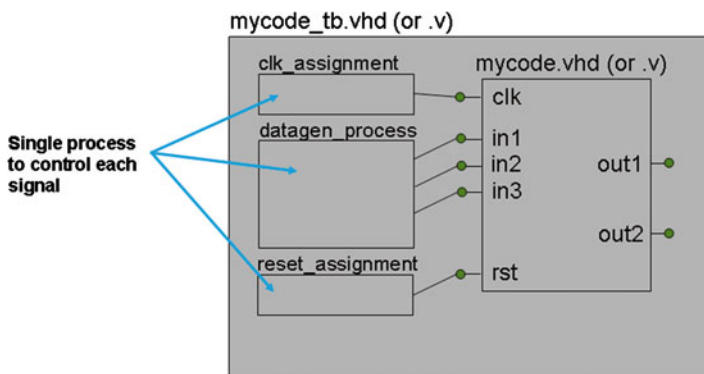 mycode_tb.vhd (or .v)
clk_assignment
mycode.vhd (or .v)
clk
datagen_process
Single process
to control each
signal
in1
in2
in3
out1
out2
reset_assignment
rst